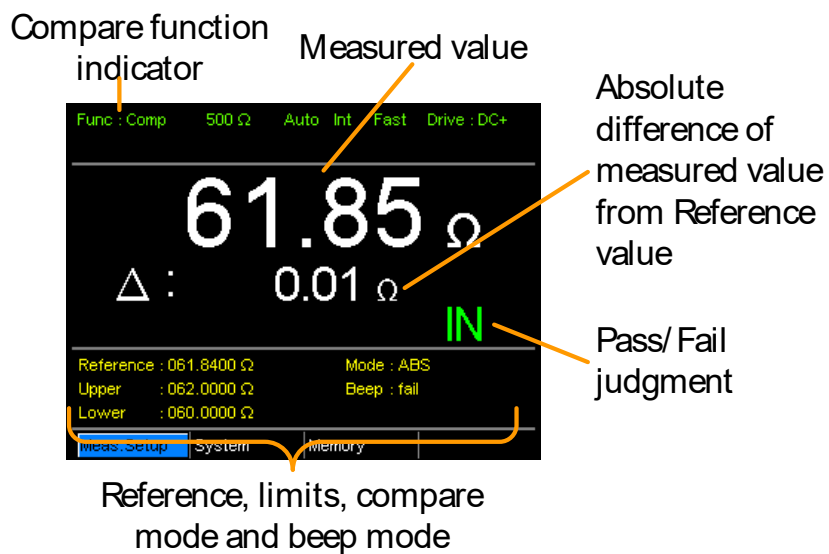 Compare function
indicator
Measured value
Func : Comp 500 Ω Auto Int Fast Drive : DC+
61.85 Ω
Δ : 0.01 Ω
IN
Absolute
difference of
measured value
from Reference
value
Pass/ Fail
judgment
Reference : 061.8400 Ω Mode : ABS
Upper : 062.0000 Ω Beep : fail
Lower : 060.0000 Ω
Meas.Setup System Memory
Reference, limits, compare
mode and beep mode